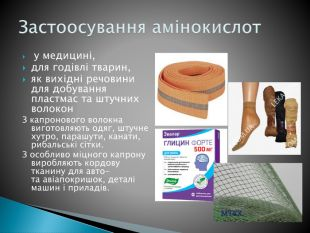 Застоосування амінокислот
у медицині,
для годівлі тварин,
як вихідні речовини
для добування
пластмас та штучних
волокон
З капронового волокна
виготовляють одяг, штучне
хутро, парашути, канати,
рибальські сітки.
З особливо міцного капрону
виробляють кордову
тканину для авто-
та авіапокришок, деталі
машин і приладів.
Эвалар
ГЛИЦИН ФОРТЕ
500 мг